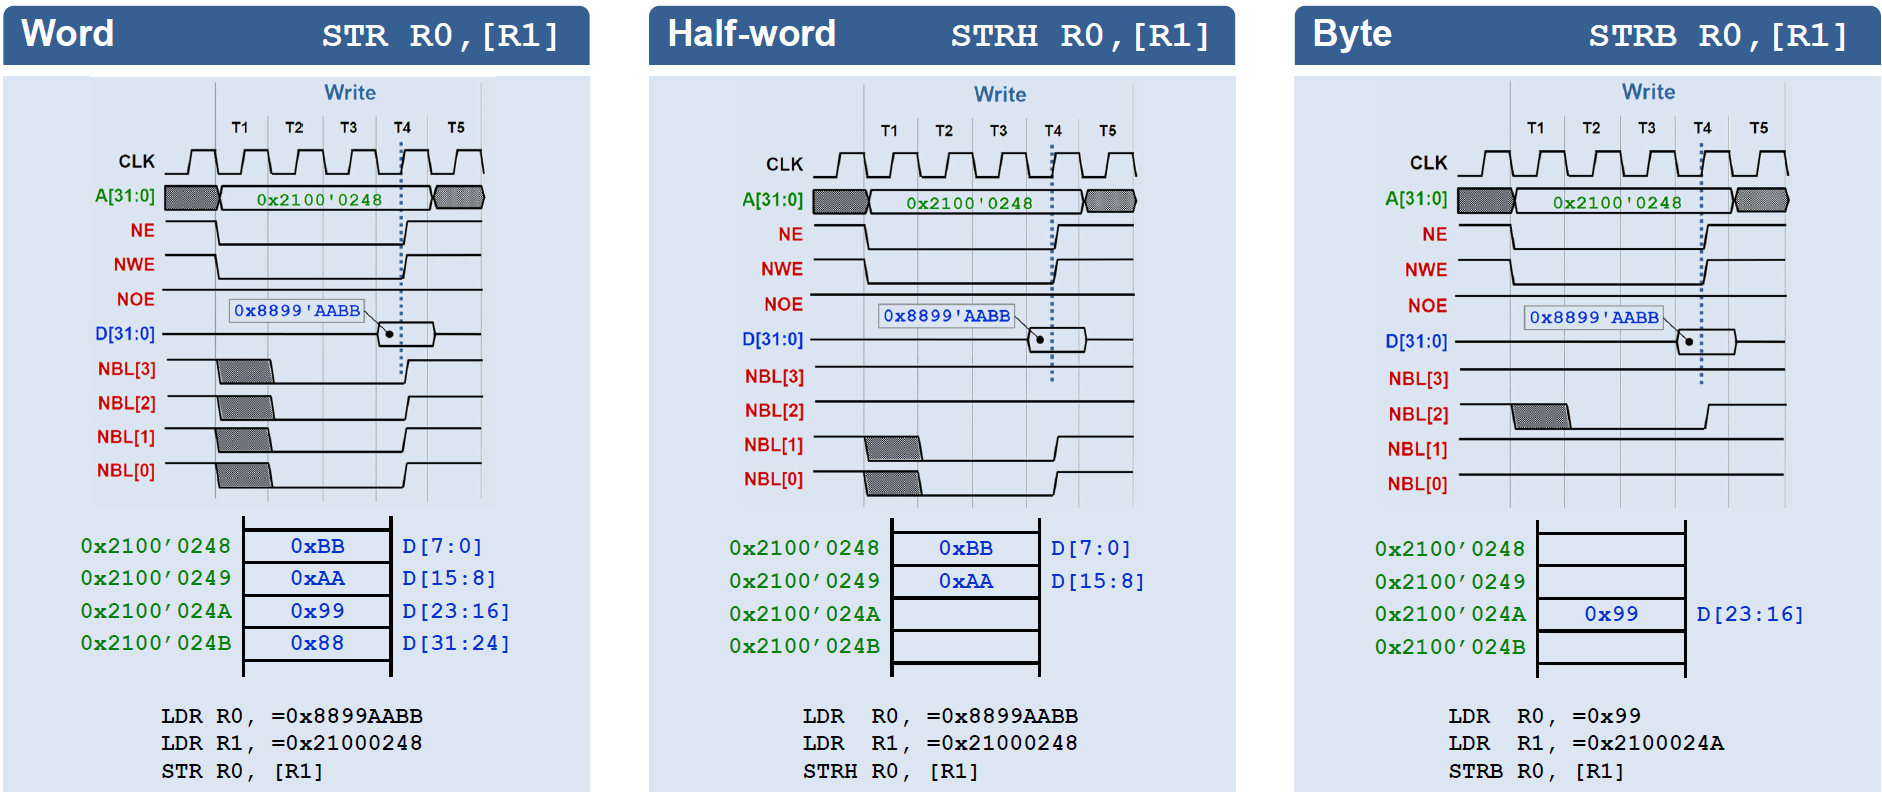 Word STR R0,[R1]
Write
T1 T2 T3 T4 T5
CLK
A[31:0] 0x2100'0248
NE
NWE
NOE
0x8899'AABB
D[31:0]
NBL[3]
NBL[2]
NBL[1]
NBL[0]
0x2100'0248 0xBB D[7:0]
0x2100'0249 0xAA D[15:8]
0x2100'024A 0x99 D[23:16]
0x2100'024B 0x88 D[31:24]
LDR R0, =0x8899AABB
LDR R1, =0x21000248
STR R0, [R1]
Half-word STRH R0,[R1]
Write
T1 T2 T3 T4 T5
CLK
A[31:0] 0x2100'0248
NE
NWE
NOE
0x8899'AABB
D[31:0]
NBL[3]
NBL[2]
NBL[1]
NBL[0]
0x2100'0248 0xBB D[7:0]
0x2100'0249 0xAA D[15:8]
0x2100'024A
0x2100'024B
LDR R0, =0x8899AABB
LDR R1, =0x21000248
STRH R0, [R1]
Byte STRB R0,[R1]
Write
T1 T2 T3 T4 T5
CLK
A[31:0] 0x2100'0248
NE
NWE
NOE
0x8899'AABB
D[31:0]
NBL[3]
NBL[2]
NBL[1]
NBL[0]
0x2100'0248
0x2100'0249
0x2100'024A 0x99 D[23:16]
0x2100'024B
LDR R0, =0x99
LDR R1, =0x2100024A
STRB R0, [R1]